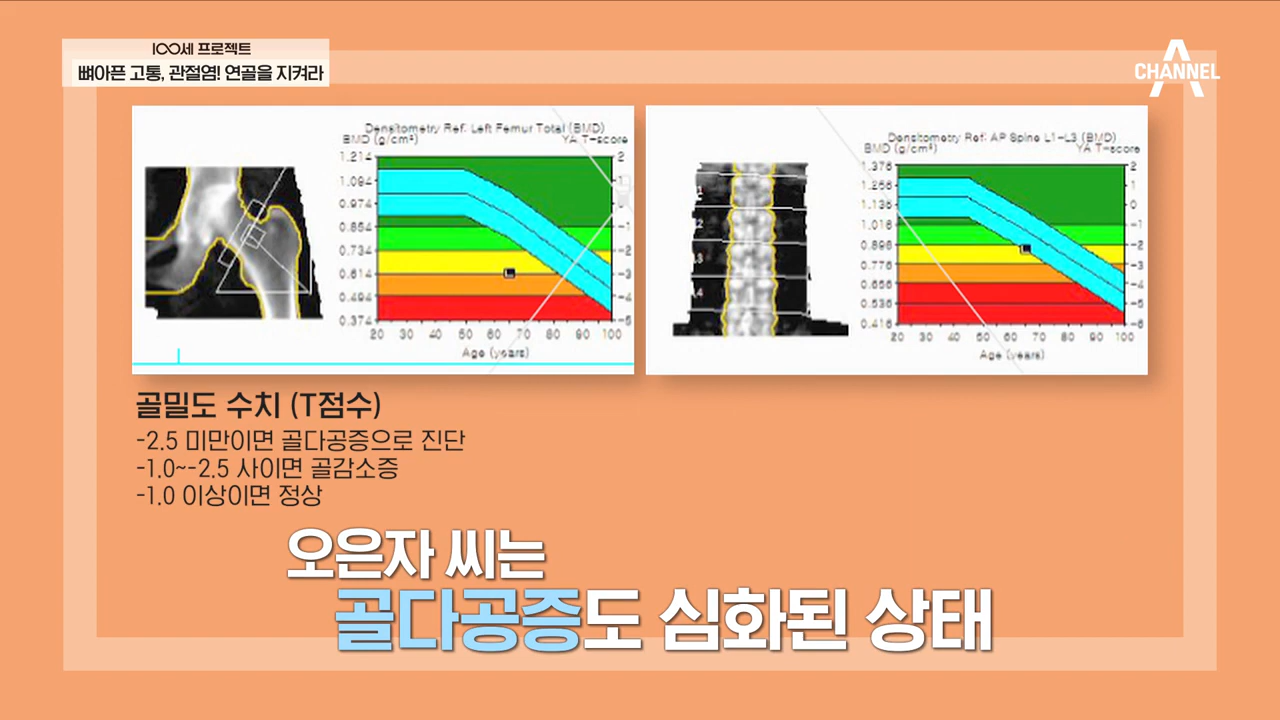 100세 프로젝트
뼈아픈 고통, 관절염! 연골을 지켜라
A
CHANNEL
Densitometry Ref: Left Femur Total (BMD)
BMD (g/cm²) YA T-score
1.214 2
1.094 1
0.974 0
0.854 -1
0.734 -2
0.614 -3
0.494 -4
0.374 -5
20 30 40 50 60 70 80 90 100
Age (years)
Densitometry Ref: AP Spine L1-L3 (BMD)
BMD (g/cm²) YA T-score
1.376 2
1.256 1
1.136 0
1.016 -1
0.896 -2
0.776 -3
0.656 -4
0.536 -5
0.416 -6
20 30 40 50 60 70 80 90 100
Age (years)
골밀도 수치 (T점수)
-2.5 미만이면 골다공증으로 진단
-1.0~-2.5 사이면 골감소증
-1.0 이상이면 정상
오은자 씨는
골다공증도 심화된 상태